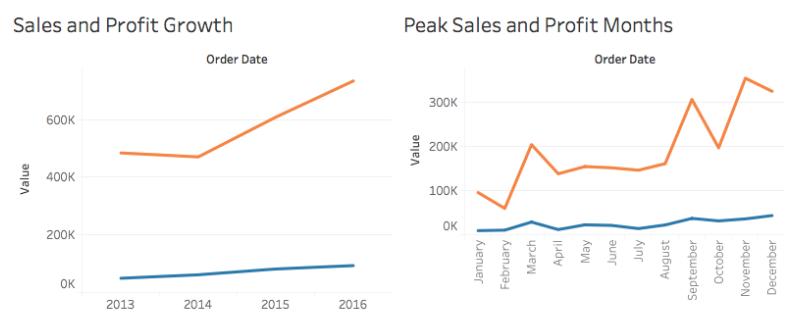 Sales and Profit Growth
Order Date
Value
600K
400K
200K
0K
2013 2014 2015 2016
Peak Sales and Profit Months
Order Date
Value
300K
200K
100K
0K
January February March April May June July August September October November December